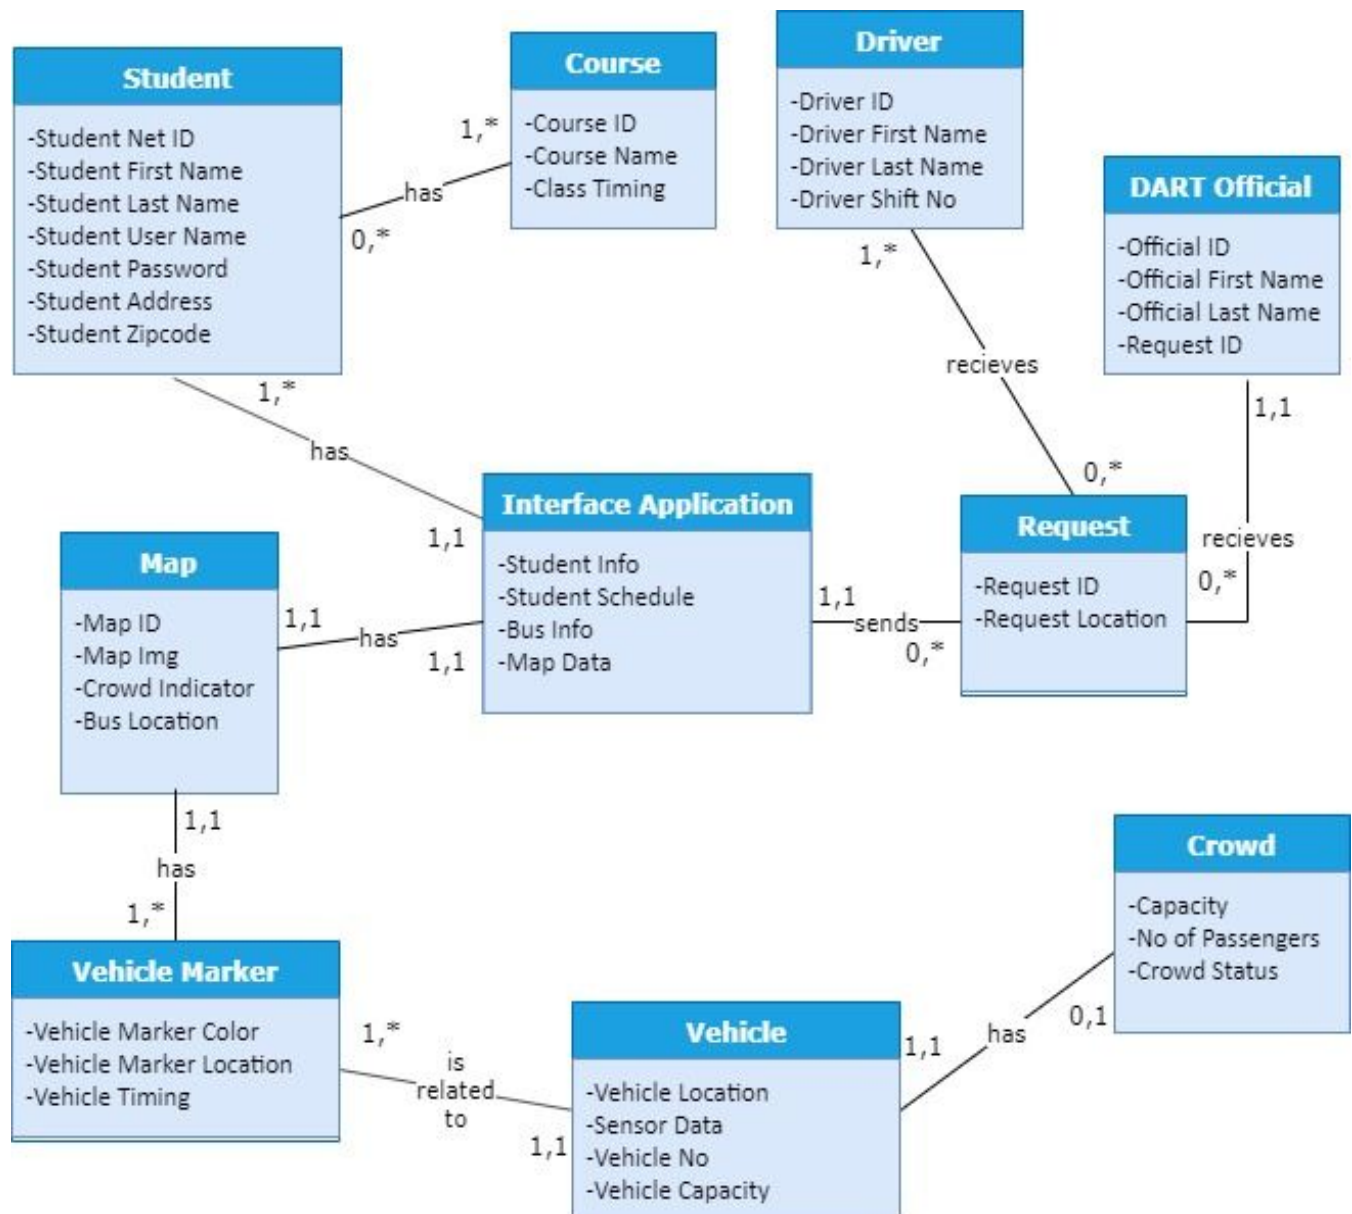 Student
-Student Net ID
-Student First Name
-Student Last Name
-Student User Name
-Student Password
-Student Address
-Student Zipcode
1,*
has
0,*
Course
-Course ID
-Course Name
-Class Timing
Driver
-Driver ID
-Driver First Name
-Driver Last Name
-Driver Shift No
1,*
recieves
0,*
DART Official
-Official ID
-Official First Name
-Official Last Name
-Request ID
1,1
recieves
0,*
1,*
has
1,1
Interface Application
-Student Info
-Student Schedule
-Bus Info
-Map Data
1,1
sends
0,*
Request
-Request ID
-Request Location
Map
-Map ID
-Map Img
-Crowd Indicator
-Bus Location
1,1
has
1,1
1,1
has
1,*
Vehicle Marker
-Vehicle Marker Color
-Vehicle Marker Location
-Vehicle Timing
1,*
is
related
to
1,1
Vehicle
-Vehicle Location
-Sensor Data
-Vehicle No
-Vehicle Capacity
1,1
has
0,1
Crowd
-Capacity
-No of Passengers
-Crowd Status